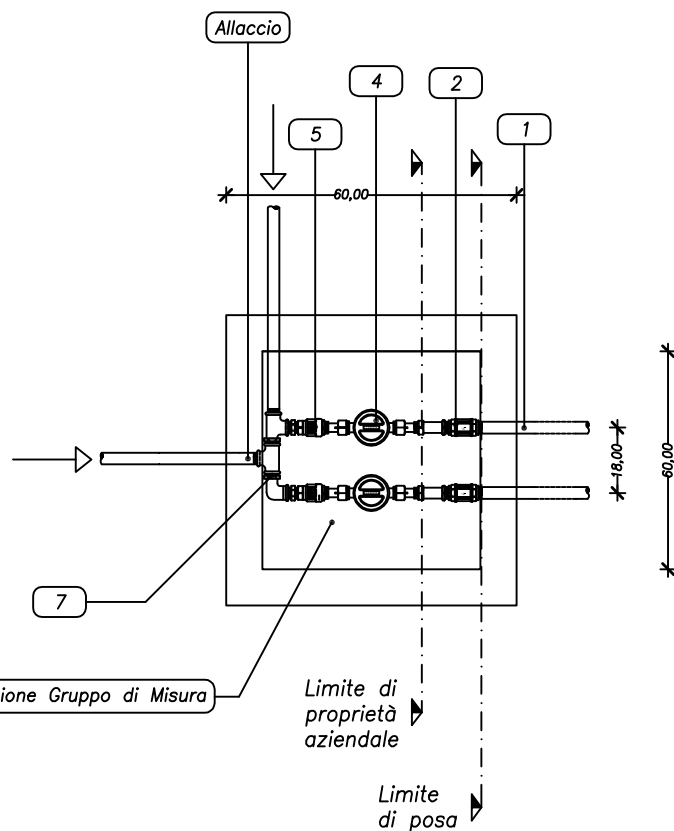 Allaccio
4
2
5
1
60,00
18,00
60,00
7
Gruppo di Misura
Limite di
proprietà
aziendale
Limite
di posa